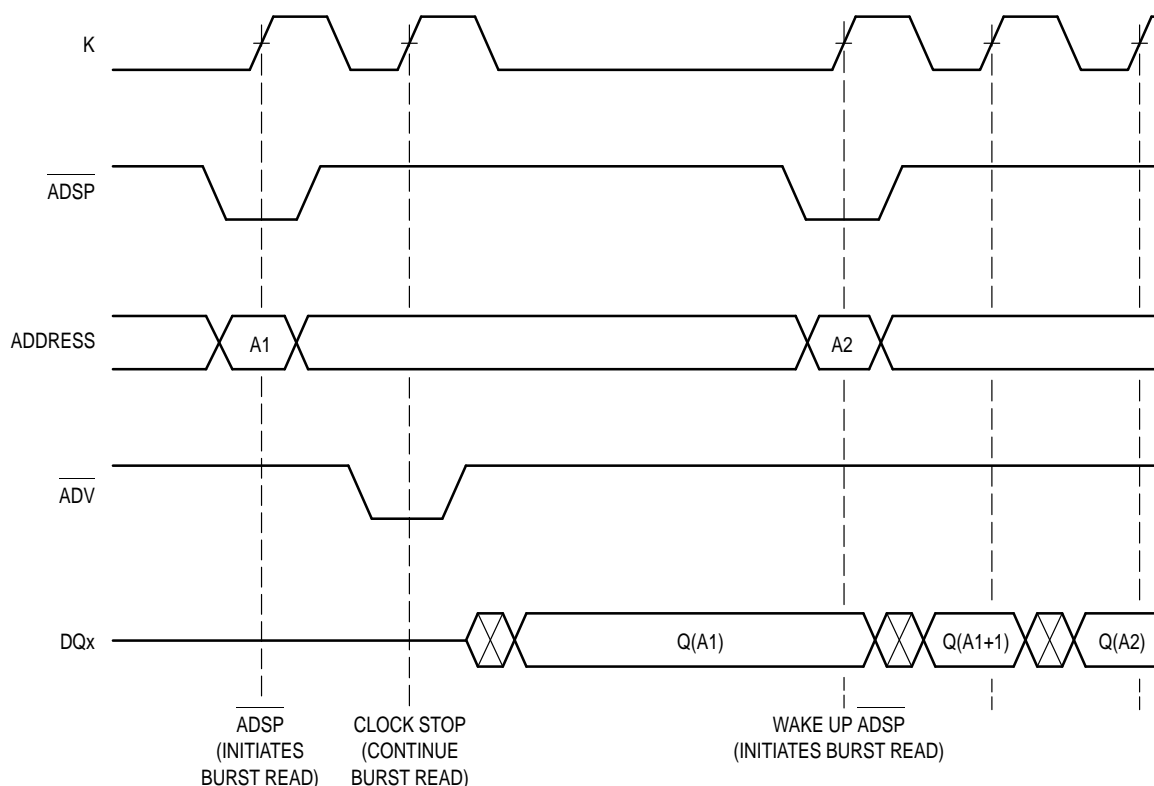 K
ADSP
ADDRESS
A1
A2
ADV
DQx
Q(A1)
Q(A1+1)
Q(A2)
ADSP
(INITIATES
BURST READ)
CLOCK STOP
(CONTINUE
BURST READ)
WAKE UP ADSP
(INITIATES BURST READ)